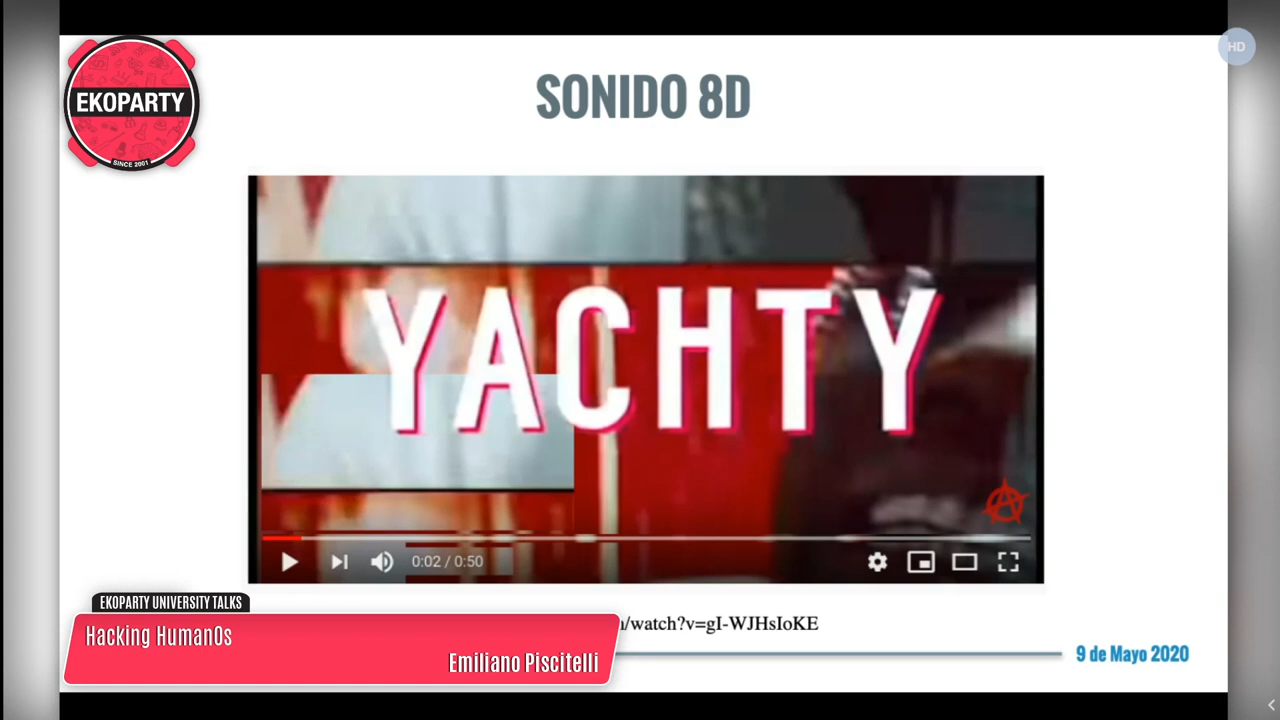 HD
EKOPARTY
SINCE 2001
SONIDO 8D
YACHTY
0:02 / 0:50
EKOPARTY UNIVERSITY TALKS
Hacking HumanOs
Emiliano Piscitelli
/watch?v=gI-WJHsIoKE
9 de Mayo 2020